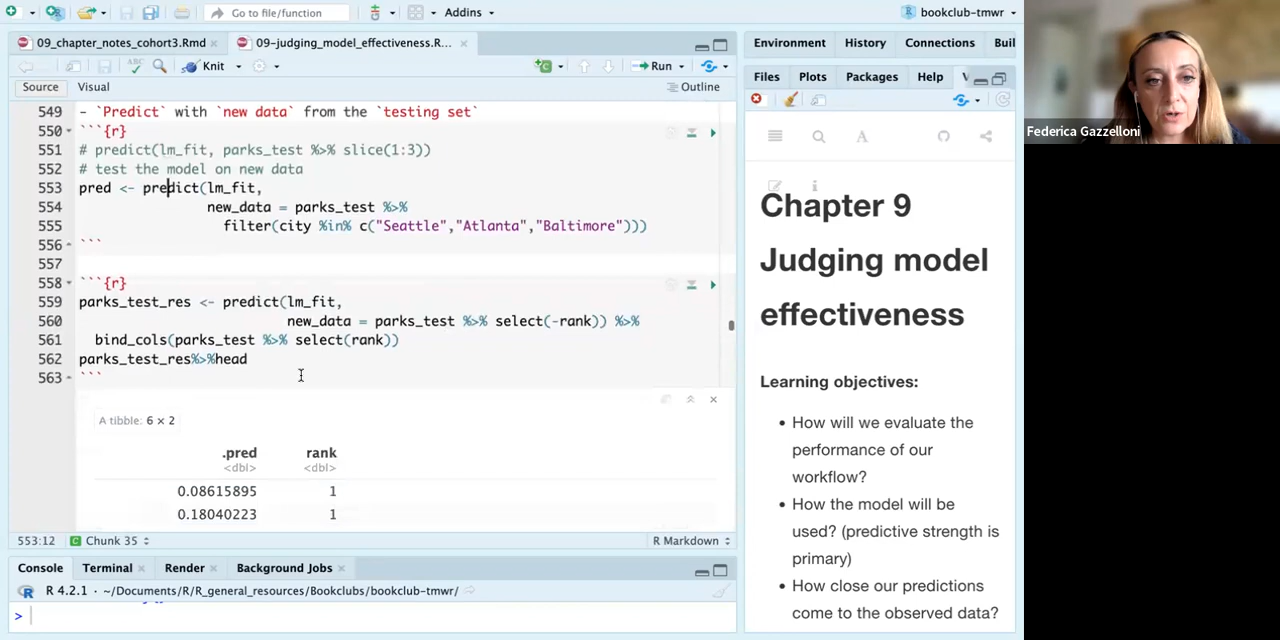 Go to file/function
Addins
bookclub-tmwr
09_chapter_notes_cohort3.Rmd
09-judging_model_effectiveness.R...
Knit
Run
Source
Visual
Outline
549 - `Predict` with `new data` from the `testing set`
550 ```{r}
551 # predict(lm_fit, parks_test %>% slice(1:3))
552 # test the model on new data
553 pred <- predict(lm_fit,
554 new_data = parks_test %>%
555 filter(city %in% c("Seattle","Atlanta","Baltimore")))
556 ```
557
558 ```{r}
559 parks_test_res <- predict(lm_fit,
560 new_data = parks_test %>% select(-rank)) %>%
561 bind_cols(parks_test %>% select(rank))
562 parks_test_res%>%head
563 ```
A tibble: 6 × 2
.pred rank
<dbl> <dbl>
0.08615895 1
0.18040223 1
553:12
Chunk 35
R Markdown
Console
Terminal
Render
Background Jobs
R 4.2.1 · ~/Documents/R/R_general_resources/Bookclubs/bookclub-tmwr/
>
Environment
History
Connections
Buil
Files
Plots
Packages
Help
V
Chapter 9
Judging model
effectiveness
Learning objectives:
• How will we evaluate the
performance of our
workflow?
• How the model will be
used? (predictive strength is
primary)
• How close our predictions
come to the observed data?
Federica Gazzelloni